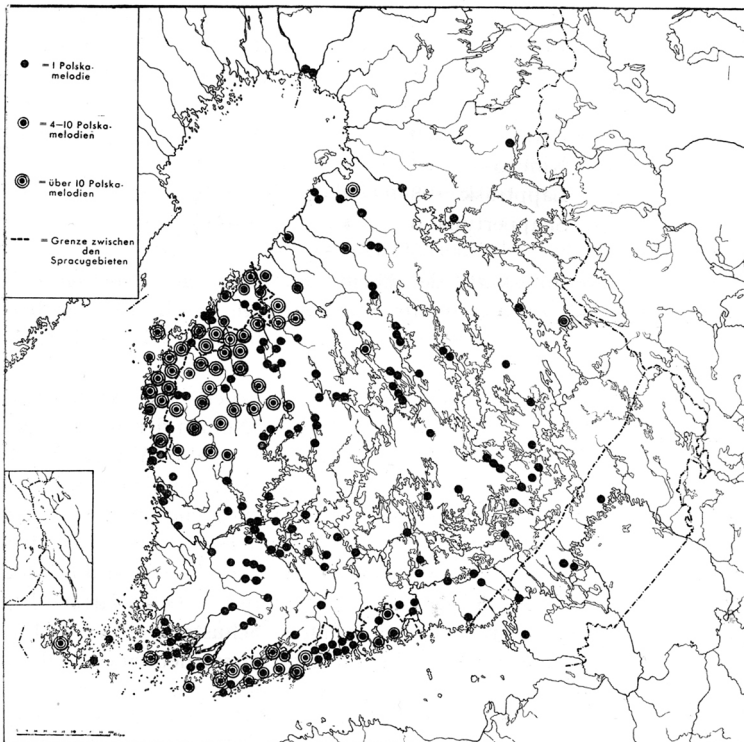 = 1 Polska-
melodie
= 4–10 Polska-
melodien
= über 10 Polska-
melodien
= Grenze zwischen
den
Spracugebieten